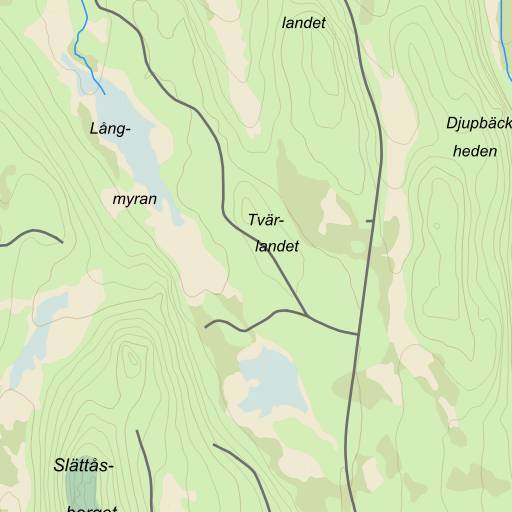 landet
Lång-
Djupbäck
heden
myran
Tvär-
landet
Slättås-
berget